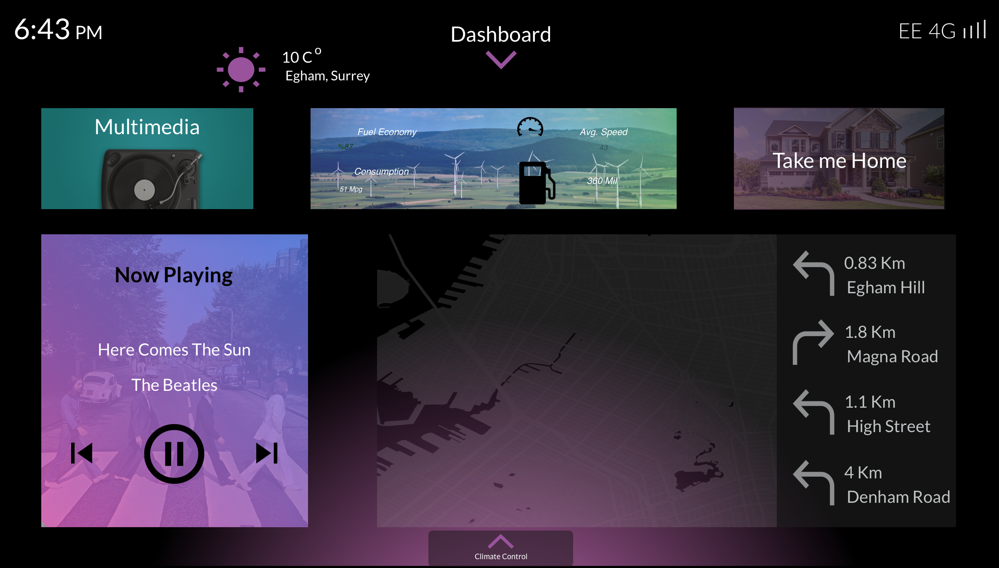 6:43 PM
Dashboard
EE 4G
10 C°
Egham, Surrey
Multimedia
Fuel Economy
%87
Consumption
51 Mpg
Avg. Speed
43
360 Mil
Take me Home
Now Playing
Here Comes The Sun
The Beatles
0.83 Km
Egham Hill
1.8 Km
Magna Road
1.1 Km
High Street
4 Km
Denham Road
Climate Control